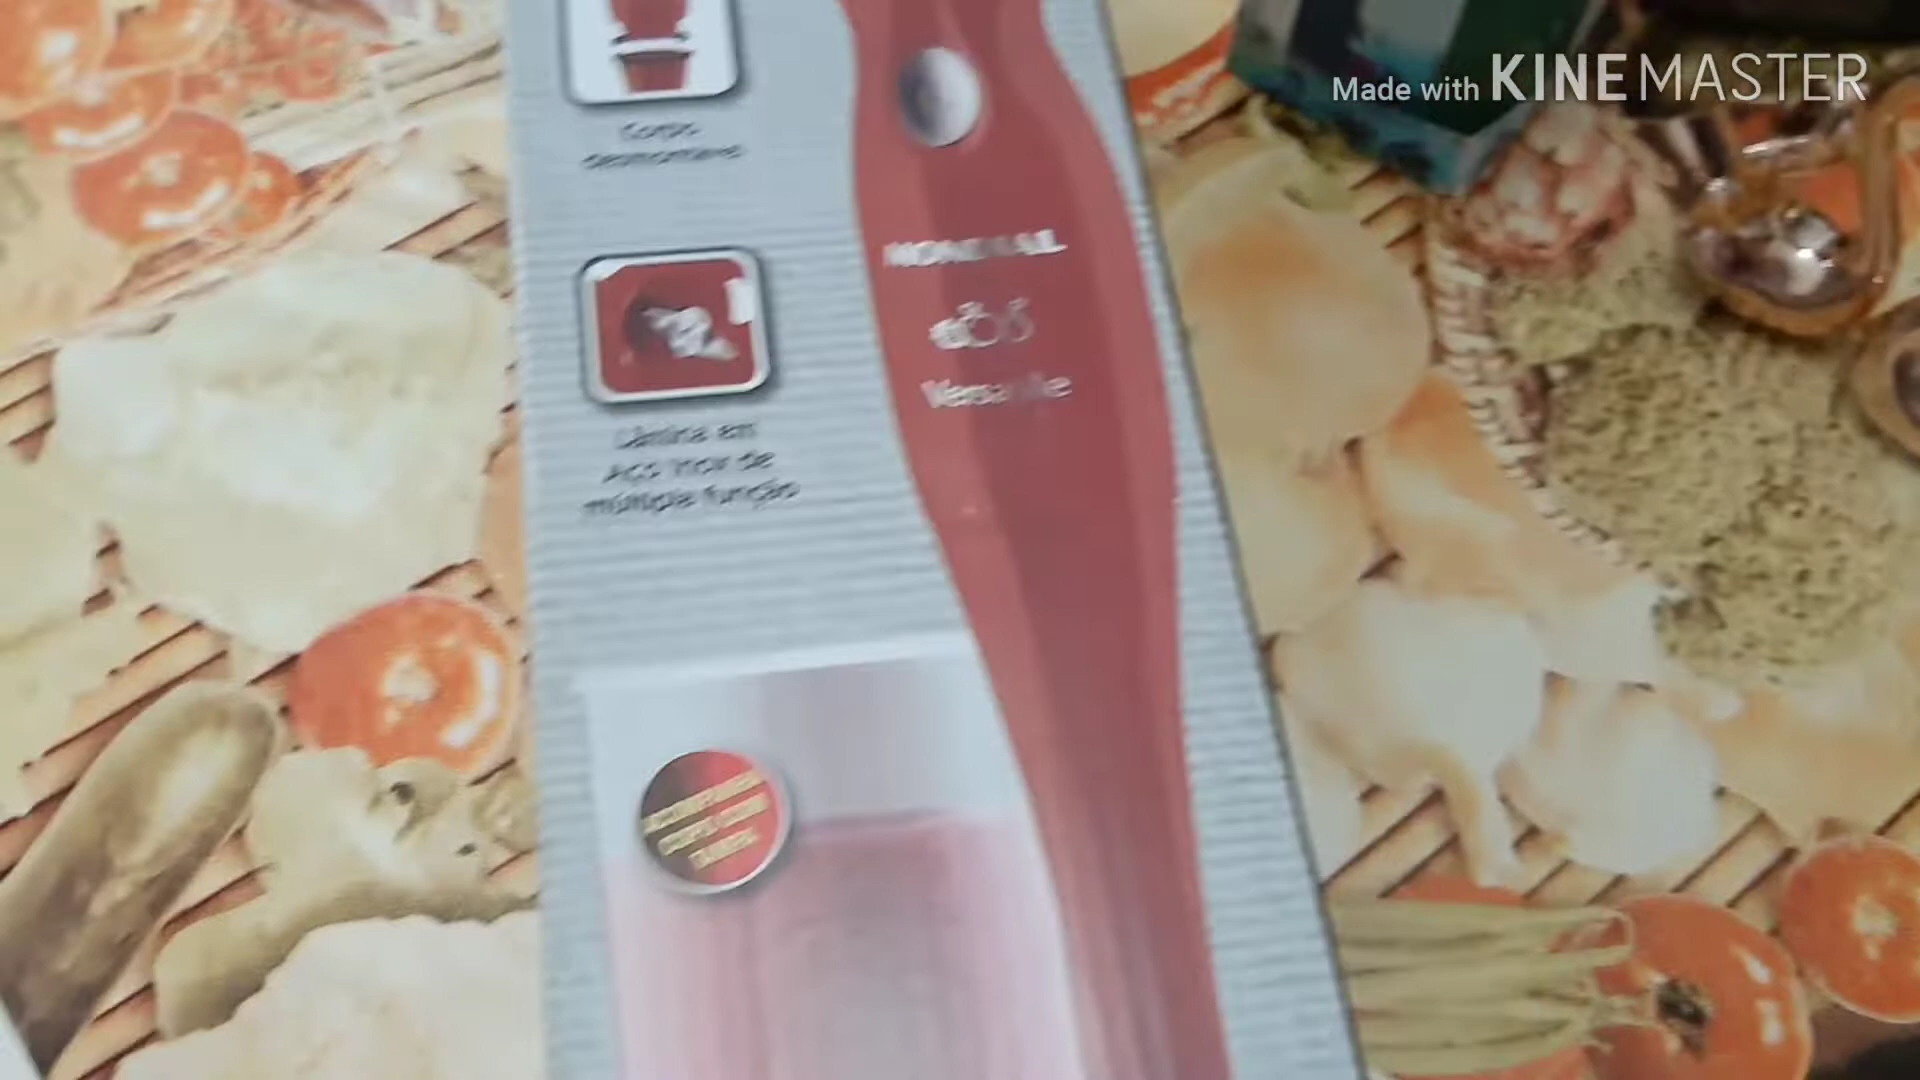 Made with KINEMASTER
Corpo
desmontável
MONDIAL
Versatile
Lâmina em
Aço Inox de
múltipla função